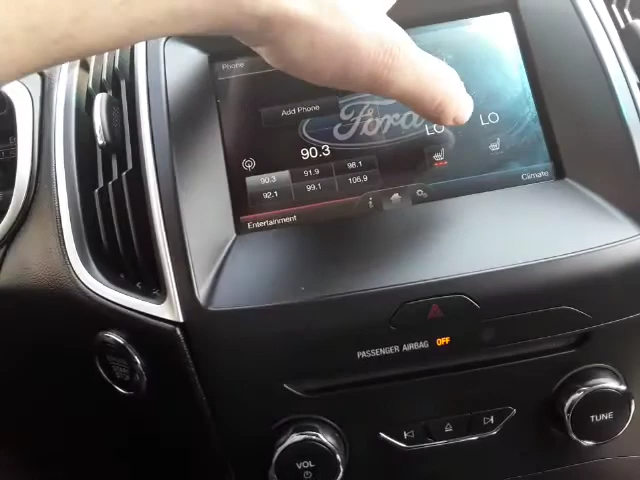 Phone
Add Phone
Ford
LO LO
90.3
90.3 91.9 98.1
92.1 99.1 106.9
Entertainment
Climate
PASSENGER AIRBAG OFF
VOL
TUNE